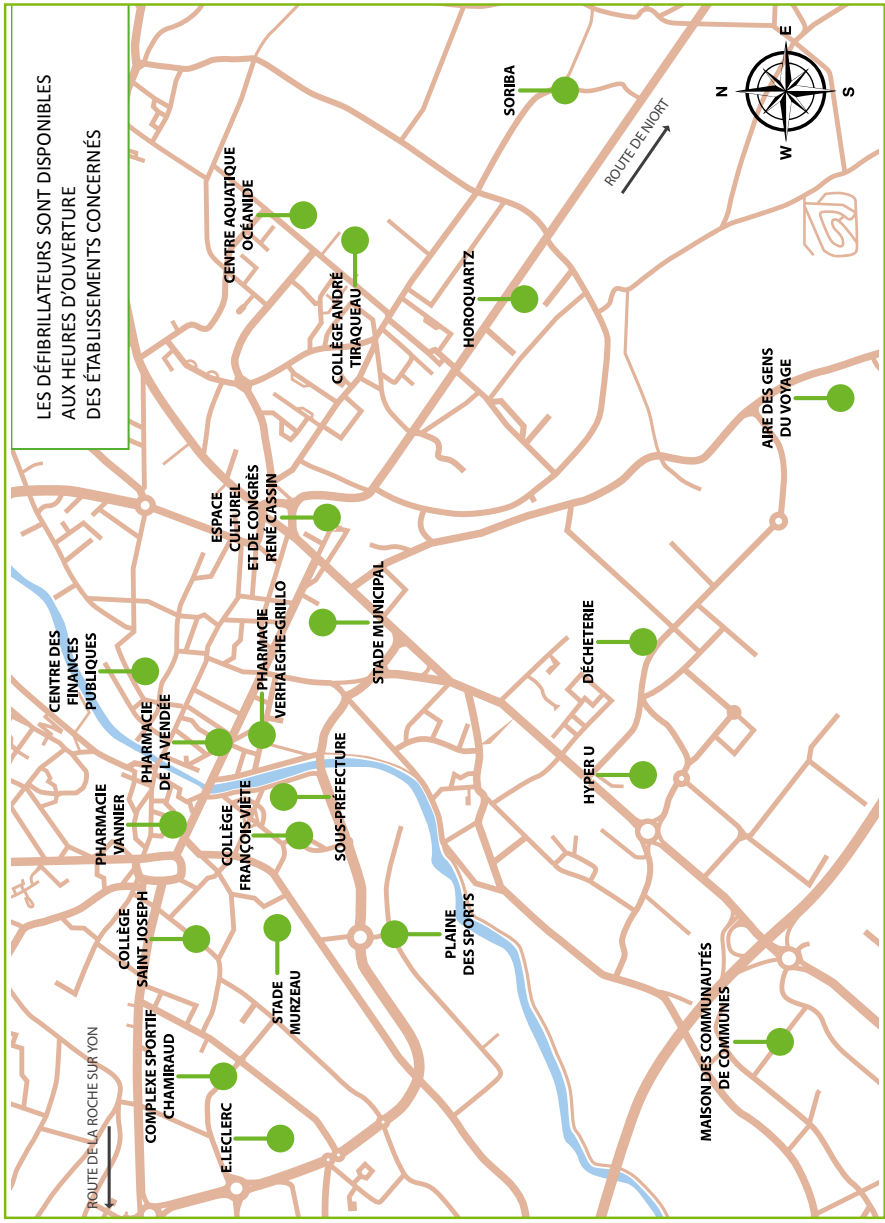 LES DÉFIBRILLATEURS SONT DISPONIBLES
AUX HEURES D'OUVERTURE
DES ÉTABLISSEMENTS CONCERNÉS
ROUTE DE LA ROCHE SUR YON
COMPLEXE SPORTIF
CHAMIRAUD
E.LECLERC
COLLÈGE
SAINT JOSEPH
STADE
MURZEAU
PHARMACIE
VANNIER
PHARMACIE
DE LA VENDÉE
CENTRE DES
FINANCES
PUBLIQUES
COLLÈGE
FRANÇOIS VIÈTE
SOUS-PRÉFECTURE
PHARMACIE
VERHAEGHE-GRILLO
PLAINE
DES SPORTS
STADE MUNICIPAL
ESPACE
CULTUREL
ET DE CONGRÈS
RENÉ CASSIN
CENTRE AQUATIQUE
OCÉANIDE
COLLÈGE ANDRÉ
TIRAQUEAU
HOROQUARTZ
SORIBA
ROUTE DE NIORT
N
E
S
W
MAISON DES COMMUNAUTÉS
DE COMMUNES
HYPER U
DÉCHETERIE
AIRE DES GENS
DU VOYAGE